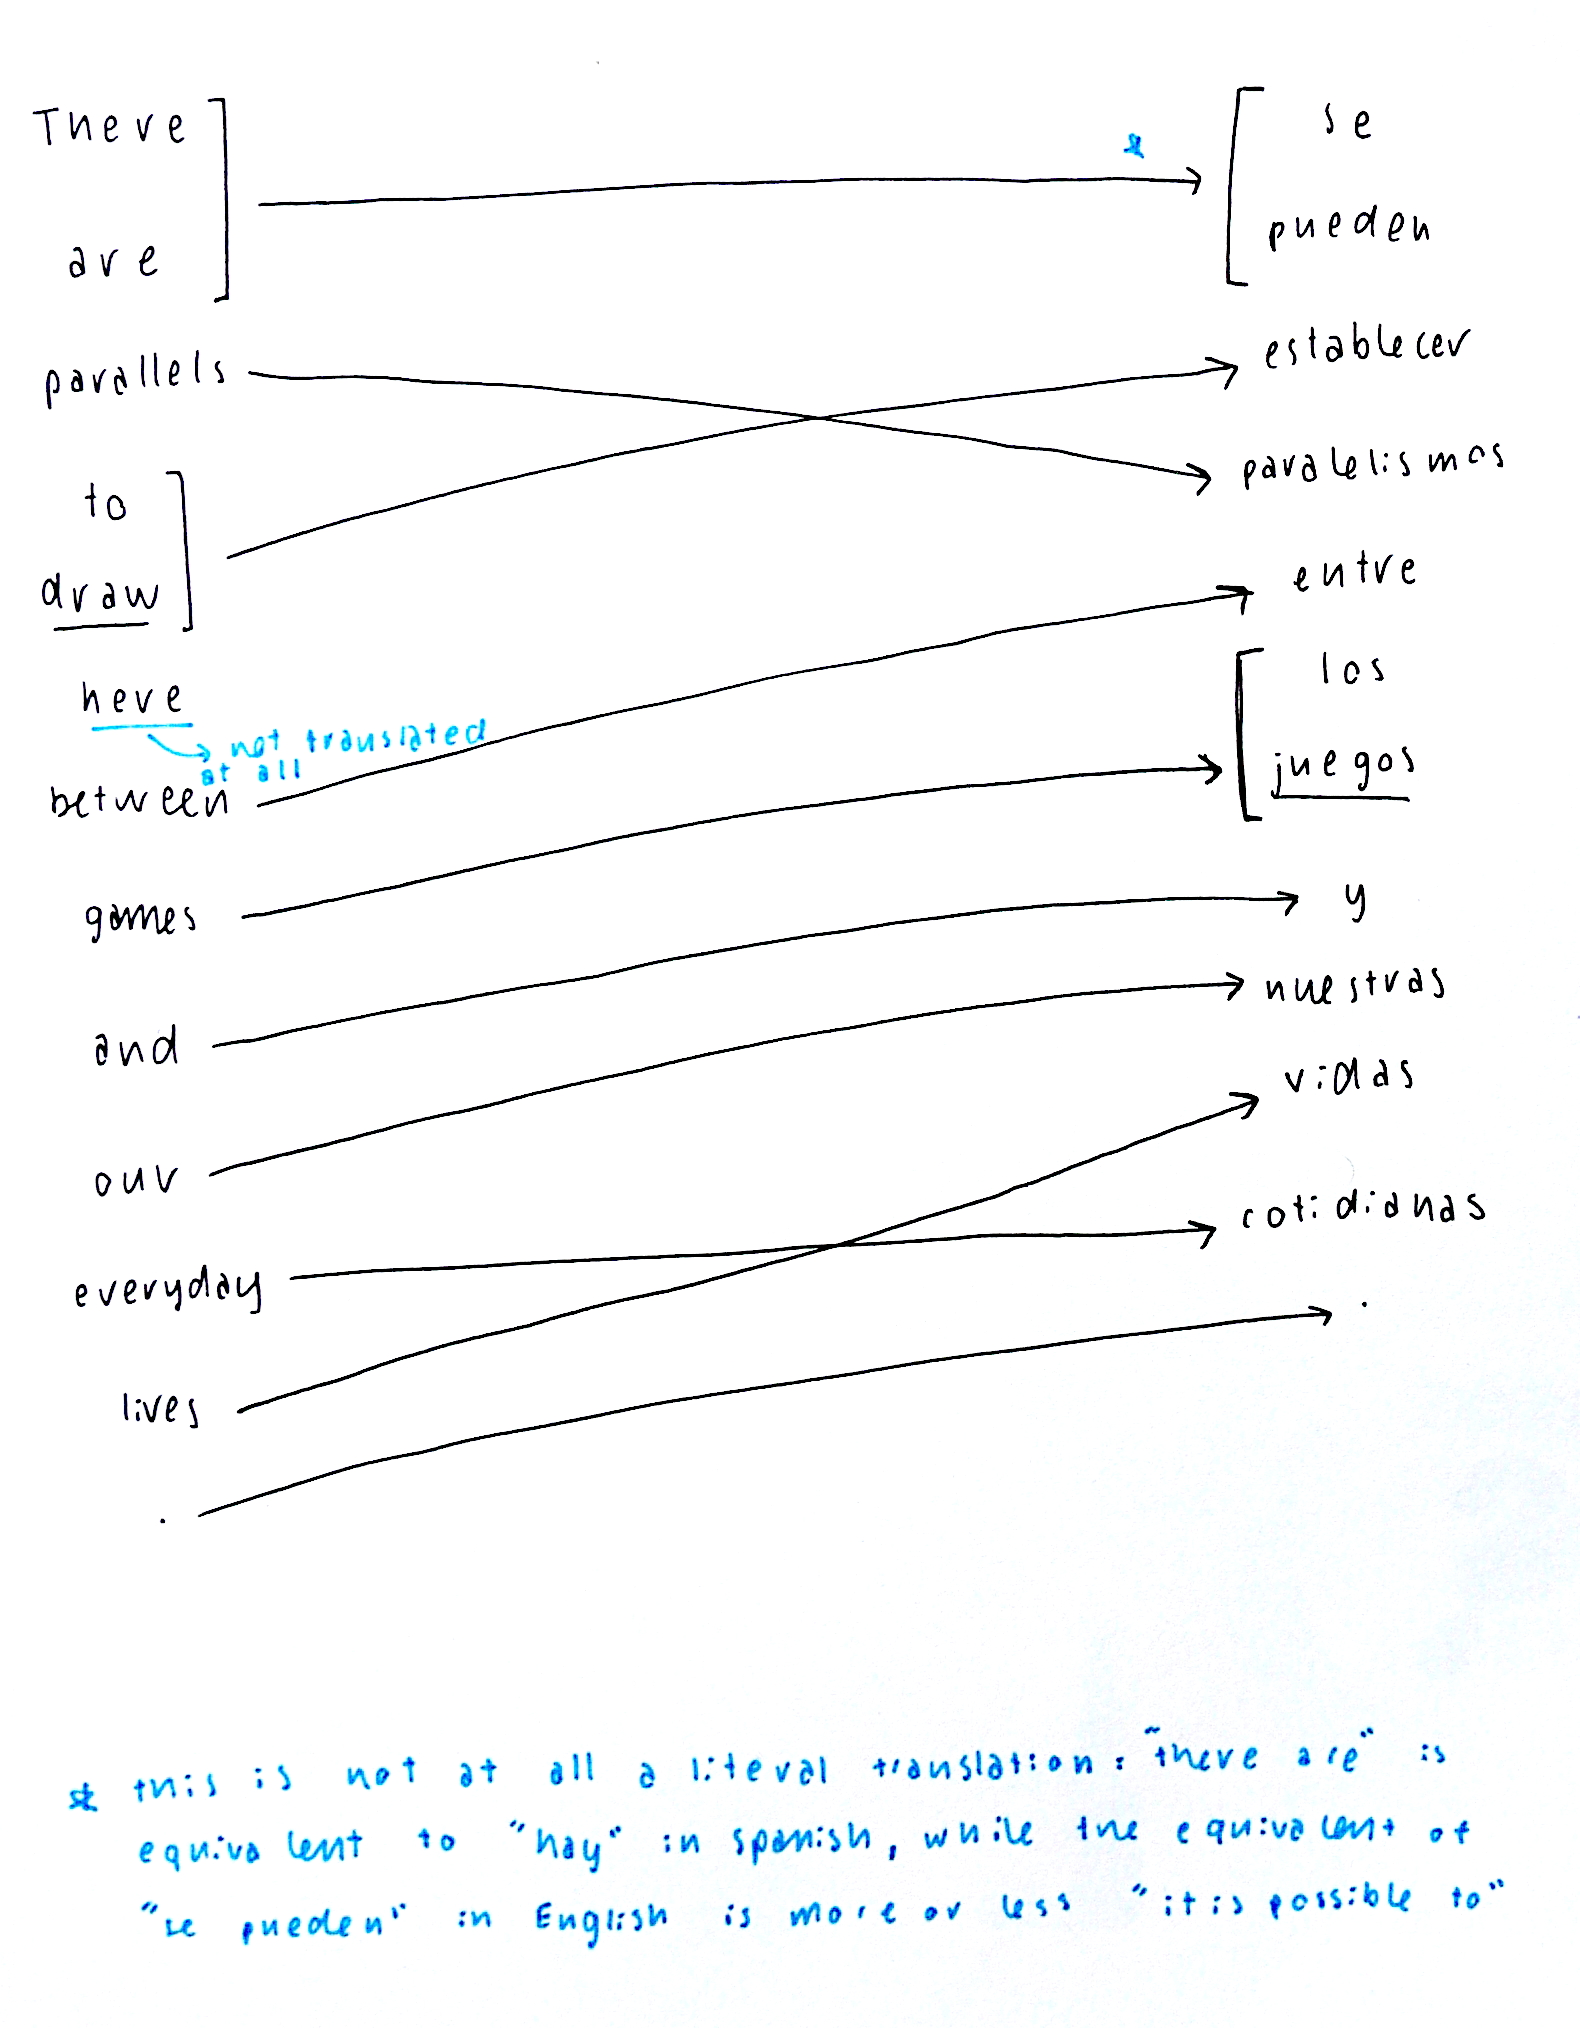 There
se
are
pueden
parallels
establecer
to
paralelismos
draw
entre
here
los
not translated
at all
between
juegos
games
y
and
nuestras
our
vidas
everyday
cotidianas
lives
.
.
* this is not at all a literal translation: "there are" is
equivalent to "hay" in spanish, while the equivalent of
"se pueden" in English is more or less "it is possible to"